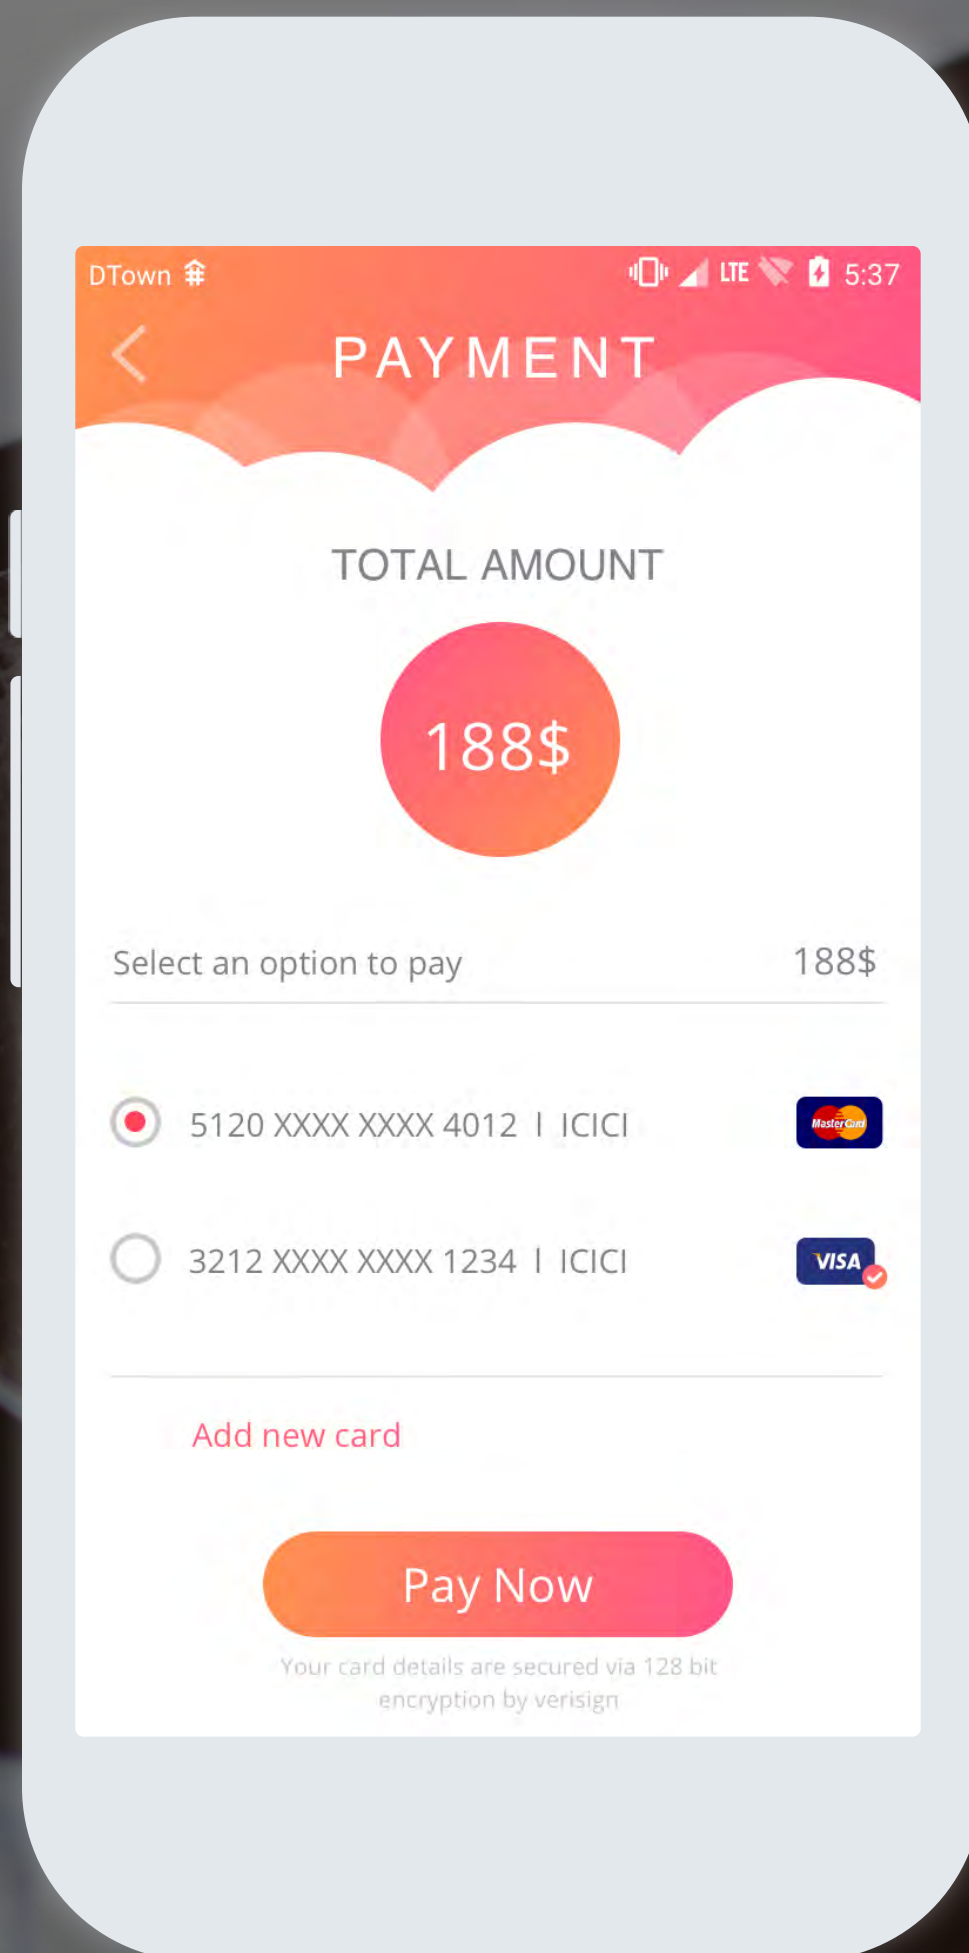 DTown
LTE 5:37
PAYMENT
TOTAL AMOUNT
188$
Select an option to pay 188$
5120 XXXX XXXX 4012 | ICICI MasterCard
3212 XXXX XXXX 1234 | ICICI VISA
Add new card
Pay Now
Your card details are secured via 128 bit
encryption by verisign